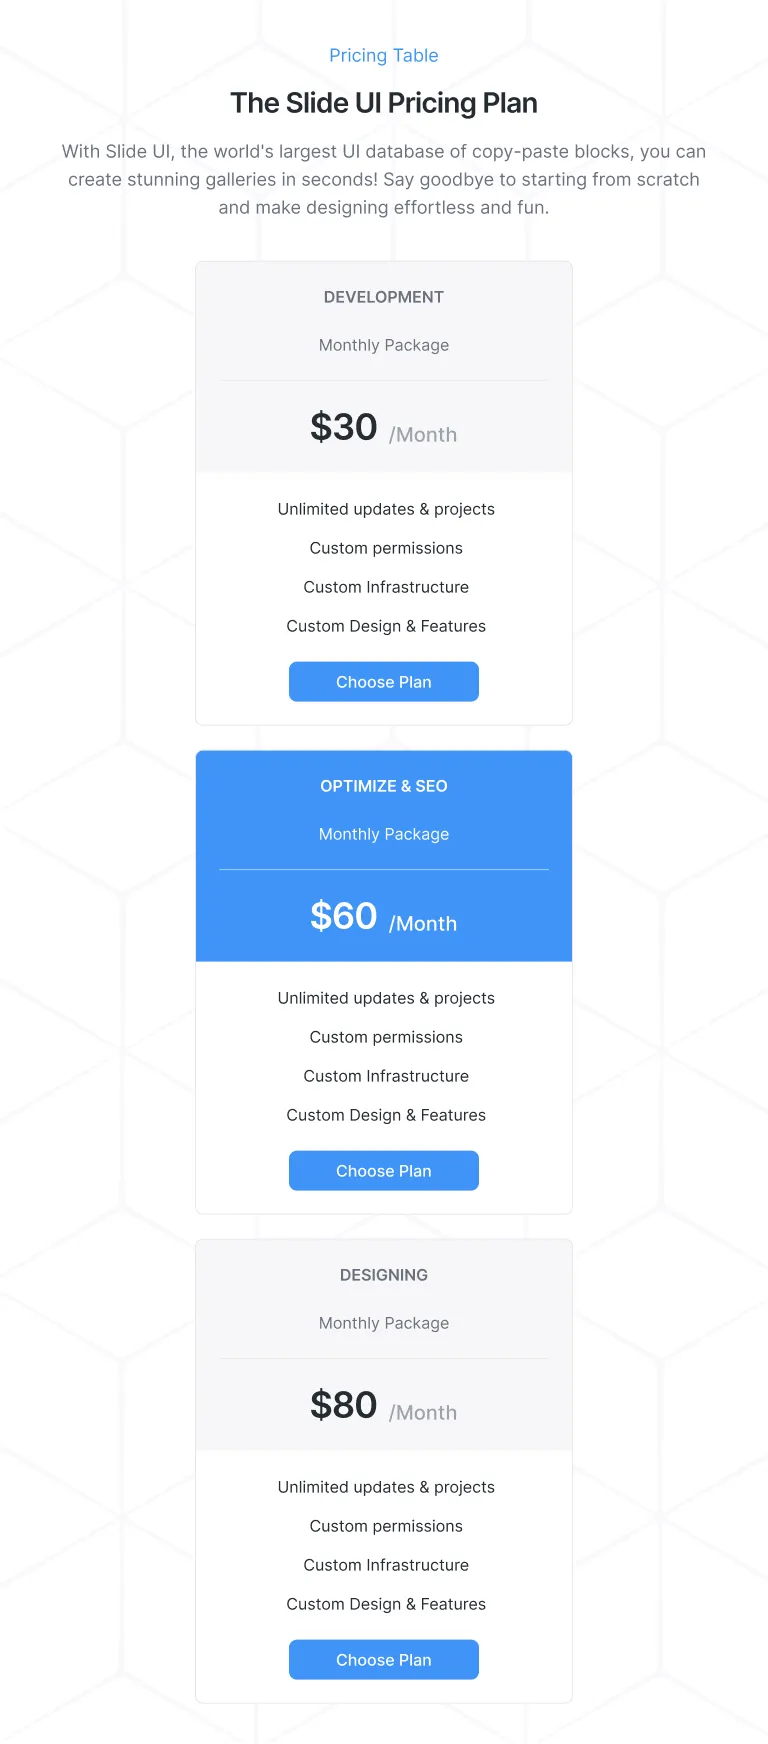 Pricing Table
The Slide UI Pricing Plan
With Slide UI, the world's largest UI database of copy-paste blocks, you can
create stunning galleries in seconds! Say goodbye to starting from scratch
and make designing effortless and fun.
DEVELOPMENT
Monthly Package
$30 /Month
Unlimited updates & projects
Custom permissions
Custom Infrastructure
Custom Design & Features
Choose Plan
OPTIMIZE & SEO
Monthly Package
$60 /Month
Unlimited updates & projects
Custom permissions
Custom Infrastructure
Custom Design & Features
Choose Plan
DESIGNING
Monthly Package
$80 /Month
Unlimited updates & projects
Custom permissions
Custom Infrastructure
Custom Design & Features
Choose Plan